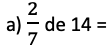 a) 2/7 de 14 =